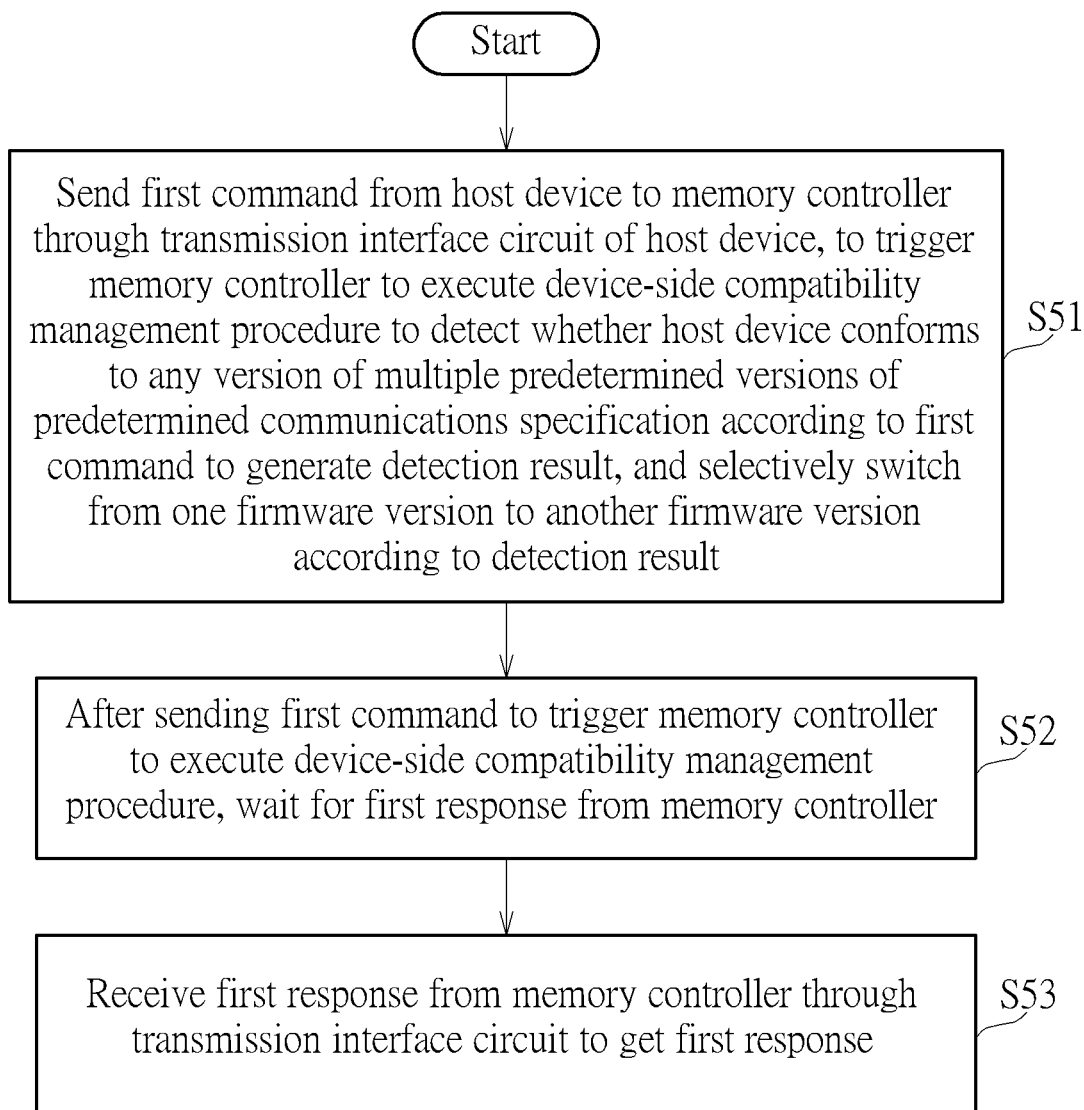 Start
Send first command from host device to memory controller
through transmission interface circuit of host device, to trigger
memory controller to execute device-side compatibility
management procedure to detect whether host device conforms
to any version of multiple predetermined versions of
predetermined communications specification according to first
command to generate detection result, and selectively switch
from one firmware version to another firmware version
according to detection result
S51
After sending first command to trigger memory controller
to execute device-side compatibility management
procedure, wait for first response from memory controller
S52
Receive first response from memory controller through
transmission interface circuit to get first response
S53